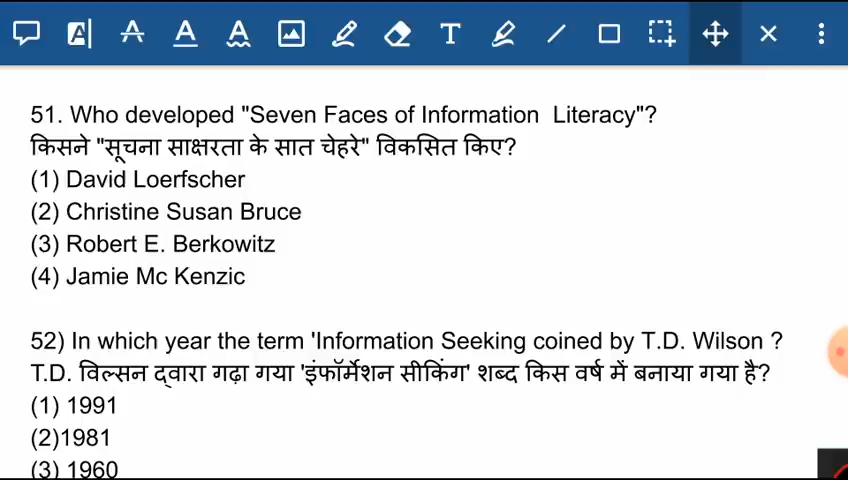 51. Who developed "Seven Faces of Information Literacy"?
किसने "सूचना साक्षरता के सात चेहरे" विकसित किए?
(1) David Loerfscher
(2) Christine Susan Bruce
(3) Robert E. Berkowitz
(4) Jamie Mc Kenzic
52) In which year the term 'Information Seeking coined by T.D. Wilson ?
T.D. विल्सन द्वारा गढ़ा गया 'इंफॉर्मेशन सीकिंग' शब्द किस वर्ष में बनाया गया है?
(1) 1991
(2)1981
(3) 1960